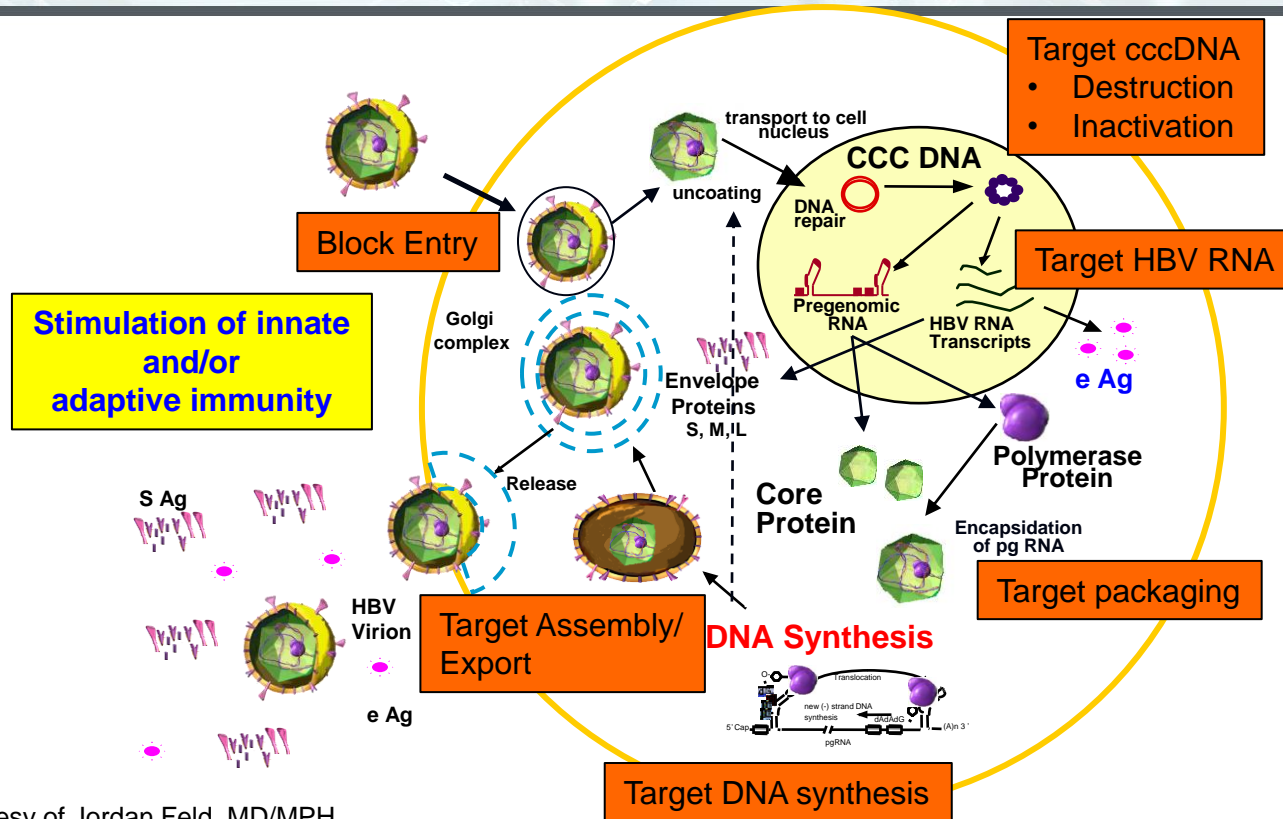 Target cccDNA
• Destruction
• Inactivation
transport to cell
nucleus
CCC DNA
uncoating
DNA
repair
Block Entry
Target HBV RNA
Pregenomic
RNA
HBV RNA
Transcripts
Stimulation of innate
and/or
adaptive immunity
Golgi
complex
Envelope
Proteins
S, M, L
e Ag
Polymerase
Protein
Release
S Ag
Core
Protein
Encapsidation
of pg RNA
Target packaging
HBV
Virion
Target Assembly/
Export
DNA Synthesis
e Ag
Translocation
new (-) strand DNA
synthesis
dAdAdG
5' Cap
(A)n 3 `
pgRNA
Target DNA synthesis
esy of Jordan Feld, MD/MPH